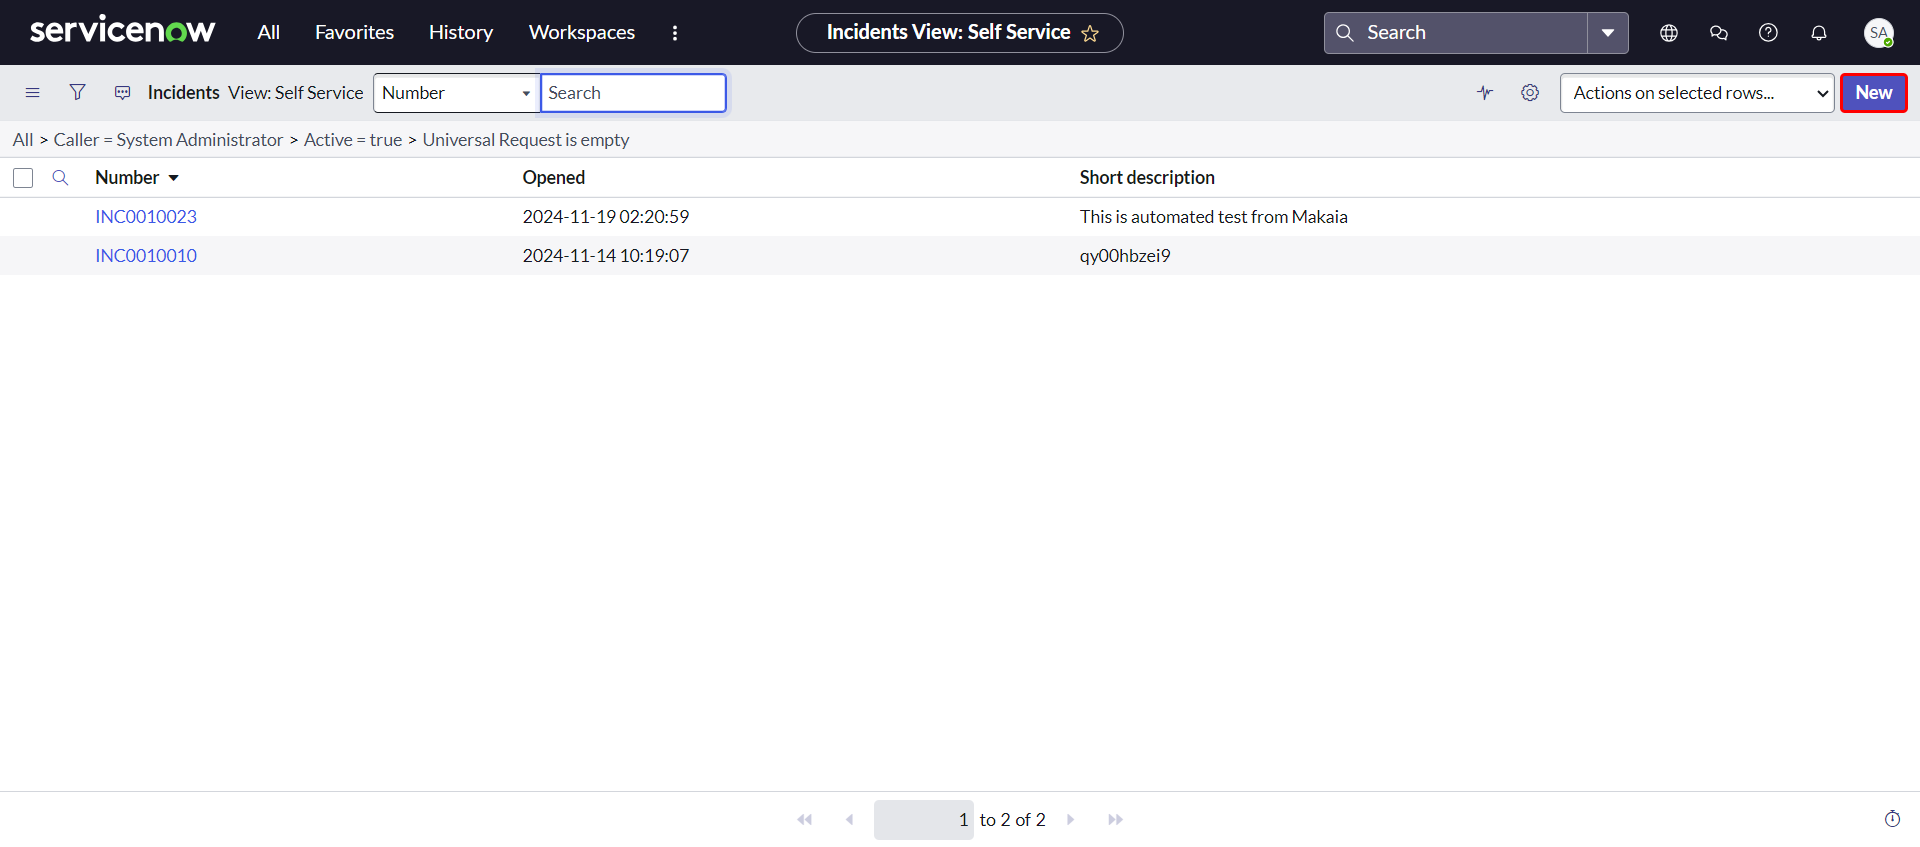 servicenow All Favorites History Workspaces Incidents View: Self Service Search SA
Incidents View: Self Service Number Search Actions on selected rows... New
All > Caller = System Administrator > Active = true > Universal Request is empty
Number Opened Short description
INC0010023 2024-11-19 02:20:59 This is automated test from Makaia
INC0010010 2024-11-14 10:19:07 qy00hbzei9
1 to 2 of 2